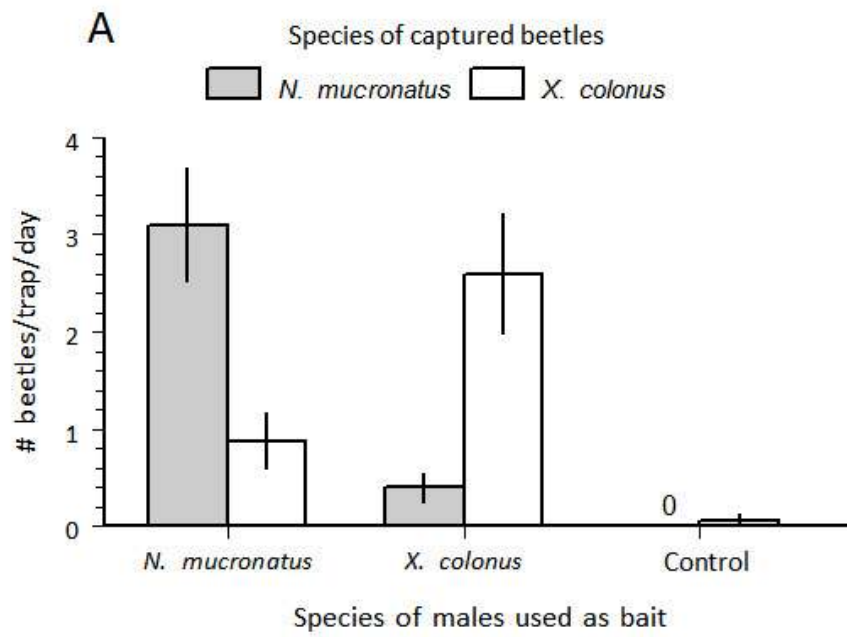 A
Species of captured beetles
N. mucronatus X. colonus
# beetles/trap/day
4
3
2
1
0
0
N. mucronatus X. colonus Control
Species of males used as bait